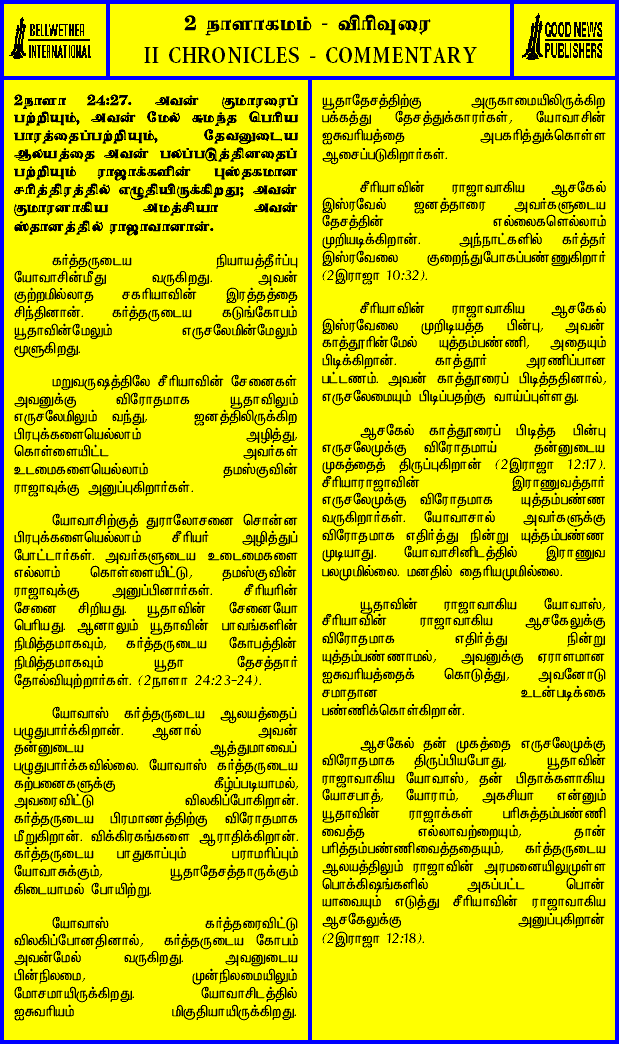 BELLWETHER
INTERNATIONAL
2 நாளாகமம் - விரிவுரை
II CHRONICLES - COMMENTARY
GOOD NEWS
PUBLISHERS
2நாளா 24:27. அவன் குமாரரைப்
பற்றியும், அவன் மேல் சுமந்த பெரிய
பாரத்தைப்பற்றியும், தேவனுடைய
ஆலயத்தை அவன் பலப்படுத்தினதைப்
பற்றியும் ராஜாக்களின் புஸ்தகமான
சரித்திரத்தில் எழுதியிருக்கிறது; அவன்
குமாரனாகிய அமத்சியா அவன்
ஸ்தானத்தில் ராஜாவானான்.
கர்த்தருடைய நியாயத்தீர்ப்பு
யோவாசின்மீது வருகிறது. அவன்
குற்றமில்லாத சகரியாவின் இரத்தத்தை
சிந்தினான். கர்த்தருடைய கடுங்கோபம்
யூதாவின்மேலும் எருசலேமின்மேலும்
மூளுகிறது.
மறுவருஷத்திலே சீரியாவின் சேனைகள்
அவனுக்கு விரோதமாக யூதாவிலும்
எருசலேமிலும் வந்து, ஜனத்திலிருக்கிற
பிரபுக்களையெல்லாம் அழித்து,
கொள்ளையிட்ட அவர்கள்
உடமைகளையெல்லாம் தமஸ்குவின்
ராஜாவுக்கு அனுப்புகிறார்கள்.
யோவாசிற்குத் துராலோசனை சொன்ன
பிரபுக்களையெல்லாம் சீரியர் அழித்துப்
போட்டார்கள். அவர்களுடைய உடைமைகளை
எல்லாம் கொள்ளையிட்டு, தமஸ்குவின்
ராஜாவுக்கு அனுப்பினார்கள். சீரியரின்
சேனை சிறியது. யூதாவின் சேனையோ
பெரியது. ஆனாலும் யூதாவின் பாவங்களின்
நிமித்தமாகவும், கர்த்தருடைய கோபத்தின்
நிமித்தமாகவும் யூதா தேசத்தார்
தோல்வியுற்றார்கள். (2நாளா 24:23-24).
யோவாஸ் கர்த்தருடைய ஆலயத்தைப்
பழுதுபார்க்கிறான். ஆனால் அவன்
தன்னுடைய ஆத்துமாவைப்
பழுதுபார்க்கவில்லை. யோவாஸ் கர்த்தருடைய
கற்பனைகளுக்கு கீழ்ப்படியாமல்,
அவரைவிட்டு விலகிப்போகிறான்.
கர்த்தருடைய பிரமாணத்திற்கு விரோதமாக
மீறுகிறான். விக்கிரகங்களை ஆராதிக்கிறான்.
கர்த்தருடைய பாதுகாப்பும் பராமரிப்பும்
யோவாசுக்கும், யூதாதேசத்தாருக்கும்
கிடையாமல் போயிற்று.
யோவாஸ் கர்த்தரைவிட்டு
விலகிப்போனதினால், கர்த்தருடைய கோபம்
அவன்மேல் வருகிறது. அவனுடைய
பின்நிலமை, முன்நிலமையிலும்
மோசமாயிருக்கிறது. யோவாசிடத்தில்
ஐசுவரியம் மிகுதியாயிருக்கிறது.
யூதாதேசத்திற்கு அருகாமையிலிருக்கிற
பக்கத்து தேசத்துக்காரர்கள், யோவாசின்
ஐசுவரியத்தை அபகரித்துக்கொள்ள
ஆசைப்படுகிறார்கள்.
சீரியாவின் ராஜாவாகிய ஆசகேல்
இஸ்ரவேல் ஜனத்தாரை அவர்களுடைய
தேசத்தின் எல்லைகளெல்லாம்
முறியடிக்கிறான். அந்நாட்களில் கர்த்தர்
இஸ்ரவேலை குறைந்துபோகப்பண்ணுகிறார்
(2இராஜா 10:32).
சீரியாவின் ராஜாவாகிய ஆசகேல்
இஸ்ரவேலை முறிடியத்த பின்பு, அவன்
காத்தூரின்மேல் யுத்தம்பண்ணி, அதையும்
பிடிக்கிறான். காத்தூர் அரணிப்பான
பட்டணம். அவன் காத்தூரைப் பிடித்ததினால்,
எருசலேமையும் பிடிப்பதற்கு வாய்ப்புள்ளது.
ஆசகேல் காத்தூரைப் பிடித்த பின்பு
எருசலேமுக்கு விரோதமாய் தன்னுடைய
முகத்தைத் திருப்புகிறான் (2இராஜா 12:17).
சீரியாராஜாவின் இராணுவத்தார்
எருசலேமுக்கு விரோதமாக யுத்தம்பண்ண
வருகிறார்கள். யோவாசால் அவர்களுக்கு
விரோதமாக எதிர்த்து நின்று யுத்தம்பண்ண
முடியாது. யோவாசினிடத்தில் இராணுவ
பலமுமில்லை. மனதில் தைரியமுமில்லை.
யூதாவின் ராஜாவாகிய யோவாஸ்,
சீரியாவின் ராஜாவாகிய ஆசகேலுக்கு
விரோதமாக எதிர்த்து நின்று
யுத்தம்பண்ணாமல், அவனுக்கு ஏராளமான
ஐசுவரியத்தைக் கொடுத்து, அவனோடு
சமாதான உடன்படிக்கை
பண்ணிக்கொள்கிறான்.
ஆசகேல் தன் முகத்தை எருசலேமுக்கு
விரோதமாக திருப்பியபோது, யூதாவின்
ராஜாவாகிய யோவாஸ், தன் பிதாக்களாகிய
யோசபாத், யோராம், அகசியா என்னும்
யூதாவின் ராஜாக்கள் பரிசுத்தம்பண்ணி
வைத்த எல்லாவற்றையும், தான்
பரித்தம்பண்ணிவைத்ததையும், கர்த்தருடைய
ஆலயத்திலும் ராஜாவின் அரமனையிலுமுள்ள
பொக்கிஷங்களில் அகப்பட்ட பொன்
யாவையும் எடுத்து சீரியாவின் ராஜாவாகிய
ஆசகேலுக்கு அனுப்புகிறான்
(2இராஜா 12:18).